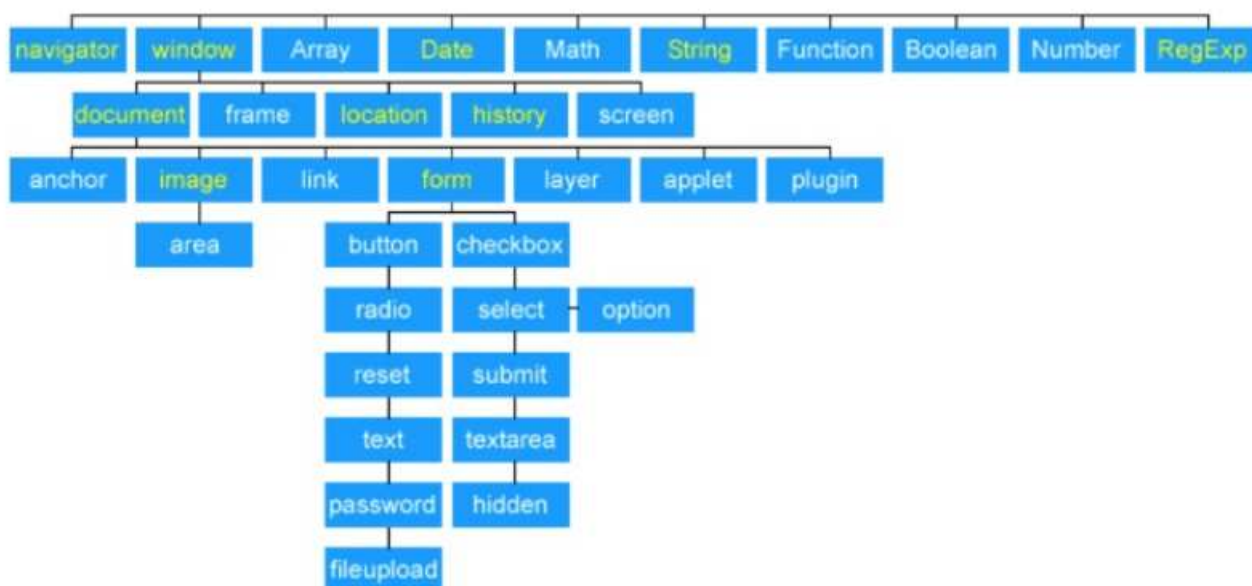 navigator window Array Date Math String Function Boolean Number RegExp
document frame location history screen
anchor image link form layer applet plugin
area button checkbox
radio select option
reset submit
text textarea
password hidden
fileupload